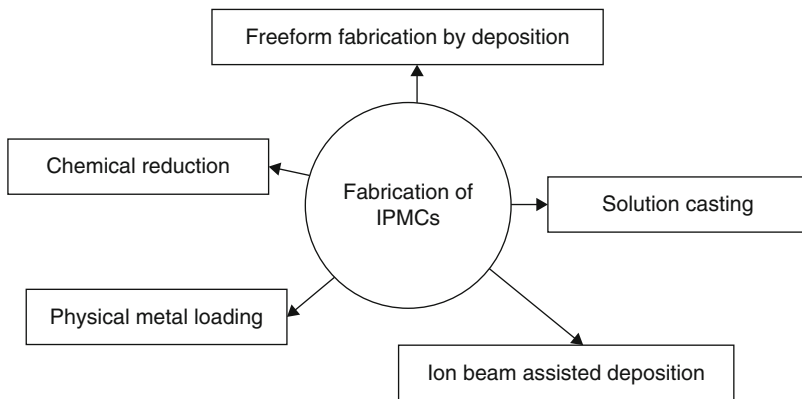 Freeform fabrication by deposition
Chemical reduction
Fabrication of
IPMCs
Solution casting
Physical metal loading
Ion beam assisted deposition